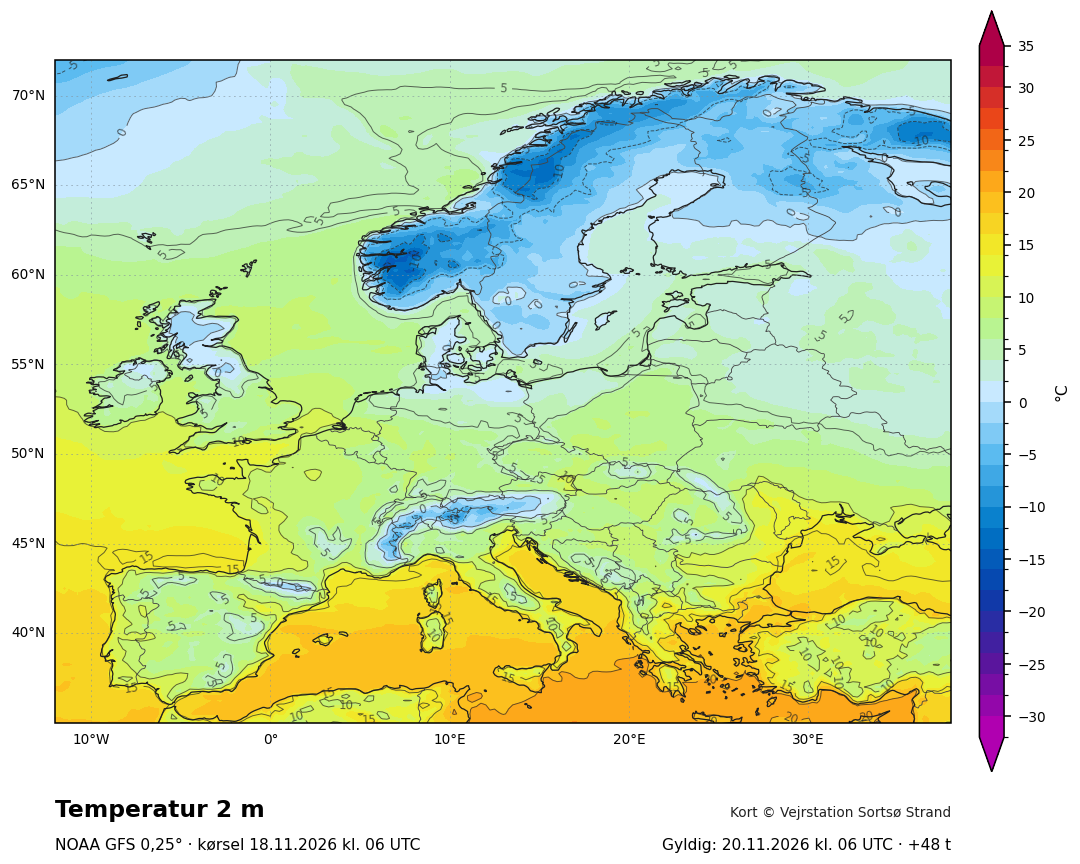 70°N
65°N
60°N
55°N
50°N
45°N
40°N
10°W
0°
10°E
20°E
30°E
35
30
25
20
15
10
5
0
−5
−10
−15
−20
−25
−30
°C
Temperatur 2 m
Kort © Vejrstation Sortsø Strand
NOAA GFS 0,25° · kørsel 18.11.2026 kl. 06 UTC
Gyldig: 20.11.2026 kl. 06 UTC · +48 t